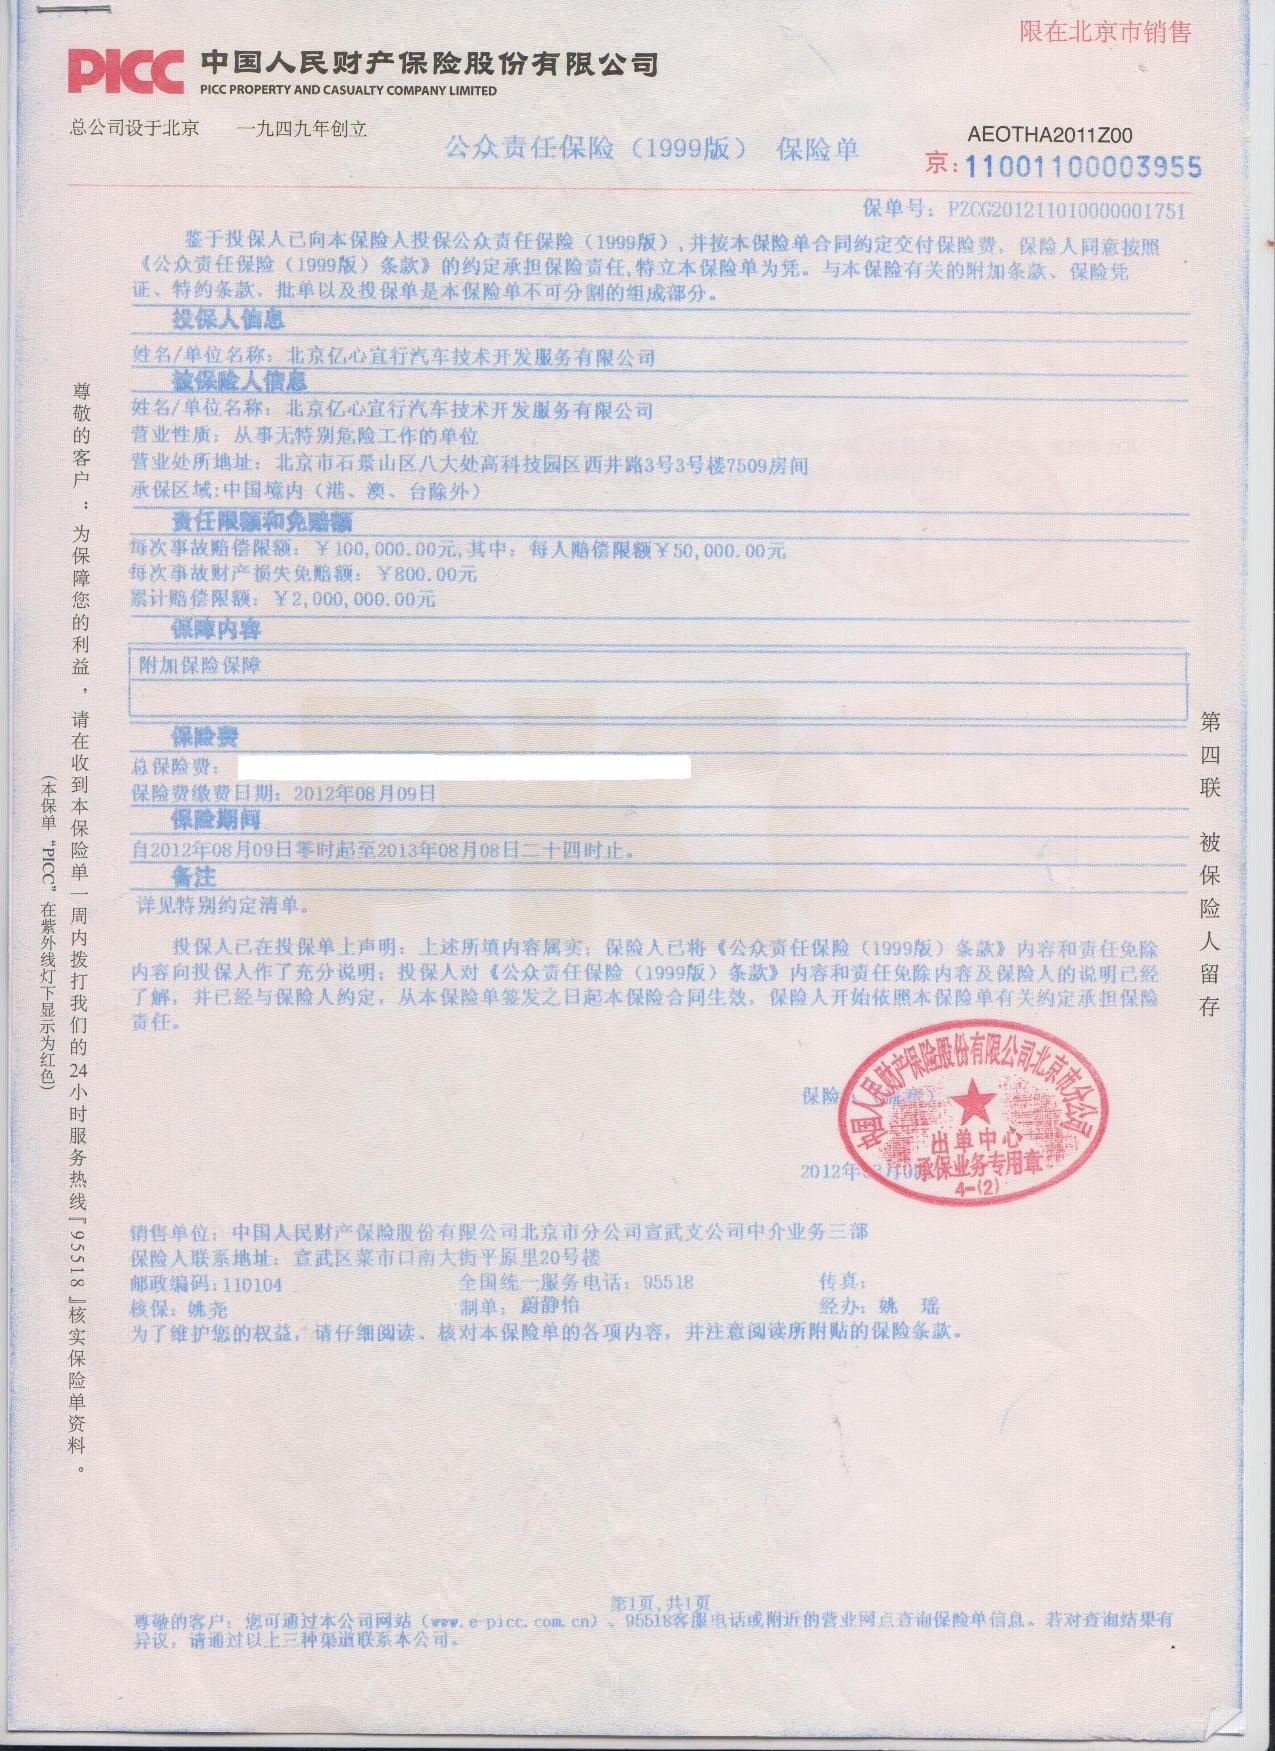 限在北京市销售
PICC 中国人民财产保险股份有限公司
PICC PROPERTY AND CASUALTY COMPANY LIMITED
总公司设于北京 一九四九年创立
公众责任保险（1999版） 保险单
AEOTHA2011Z00
京：11001100003955
保单号：PZCG201211010000001751
鉴于投保人已向本保险人投保公众责任保险（1999版）,并按本保险单合同约定交付保险费，保险人同意按照
《公众责任保险（1999版）条款》的约定承担保险责任,特立本保险单为凭。与本保险有关的附加条款、保险凭
证、特约条款、批单以及投保单是本保险单不可分割的组成部分。
投保人信息
姓名/单位名称：北京亿心宜行汽车技术开发服务有限公司
被保险人信息
姓名/单位名称：北京亿心宜行汽车技术开发服务有限公司
营业性质：从事无特别危险工作的单位
营业处所地址：北京市石景山区八大处高科技园区西井路3号3号楼7509房间
承保区域:中国境内（港、澳、台除外）
责任限额和免赔额
每次事故赔偿限额：￥100,000.00元,其中：每人赔偿限额￥50,000.00元
每次事故财产损失免赔额：￥800.00元
累计赔偿限额：￥2,000,000.00元
保障内容
附加保险保障
保险费
总保险费：
保险费缴费日期：2012年08月09日
保险期间
自2012年08月09日零时起至2013年08月08日二十四时止。
备注
详见特别约定清单。
投保人已在投保单上声明：上述所填内容属实；保险人已将《公众责任保险（1999版）条款》内容和责任免除
内容向投保人作了充分说明；投保人对《公众责任保险（1999版）条款》内容和责任免除内容及保险人的说明已经
了解，并已经与保险人约定，从本保险单签发之日起本保险合同生效，保险人开始依照本保险单有关约定承担保险
责任。
保险
2012年
中国人民财产保险股份有限公司北京市分公司
出单中心
承保业务专用章
4-(2)
销售单位：中国人民财产保险股份有限公司北京市分公司宣武支公司中介业务三部
保险人联系地址：宣武区菜市口南大街平原里20号楼
邮政编码:110104 全国统一服务电话：95518 传真：
核保：姚尧 制单：蔚静怡 经办：姚 瑶
为了维护您的权益，请仔细阅读、核对本保险单的各项内容，并注意阅读所附贴的保险条款。
第1页,共1页
尊敬的客户：您可通过本公司网站（www.e-picc.com.cn）、95518客服电话或附近的营业网点查询保险单信息。若对查询结果有
异议，请通过以上三种渠道联系本公司。
尊敬的客户：为保障您的利益，请在收到本保险单一周内拨打我们的24小时服务热线『95518』核实保险单资料。
（本保单“PICC”在紫外线灯下显示为红色）
第四联 被保险人留存